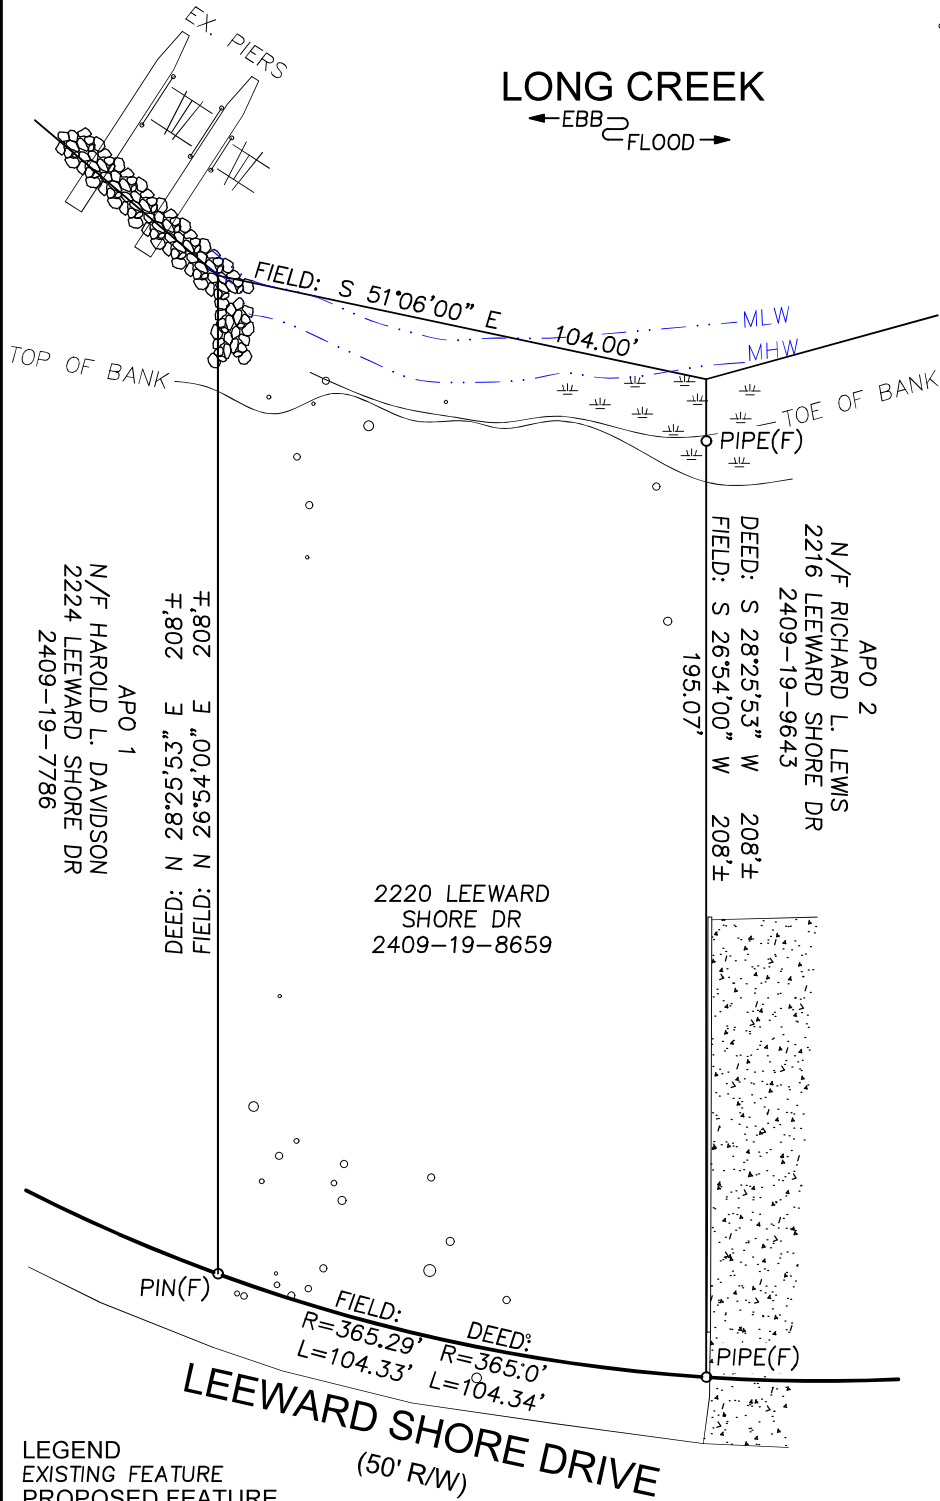 EX. PIERS
LONG CREEK
EBB
FLOOD
FIELD: S 51°06'00" E 104.00'
MLW
MHW
TOP OF BANK
TOE OF BANK
PIPE(F)
APO 1
N/F HAROLD L. DAVIDSON
2224 LEEWARD SHORE DR
2409-19-7786
DEED: N 28°25'53" E 208'±
FIELD: N 26°54'00" E 208'±
APO 2
N/F RICHARD L. LEWIS
2216 LEEWARD SHORE DR
2409-19-9643
DEED: S 28°25'53" W 208'±
FIELD: S 26°54'00" W 208'±
195.07'
2220 LEEWARD
SHORE DR
2409-19-8659
PIN(F)
FIELD:
R=365.29'
L=104.33'
DEED:
R=365.0'
L=104.34'
PIPE(F)
LEEWARD SHORE DRIVE
(50' R/W)
LEGEND
EXISTING FEATURE
PROPOSED FEATURE